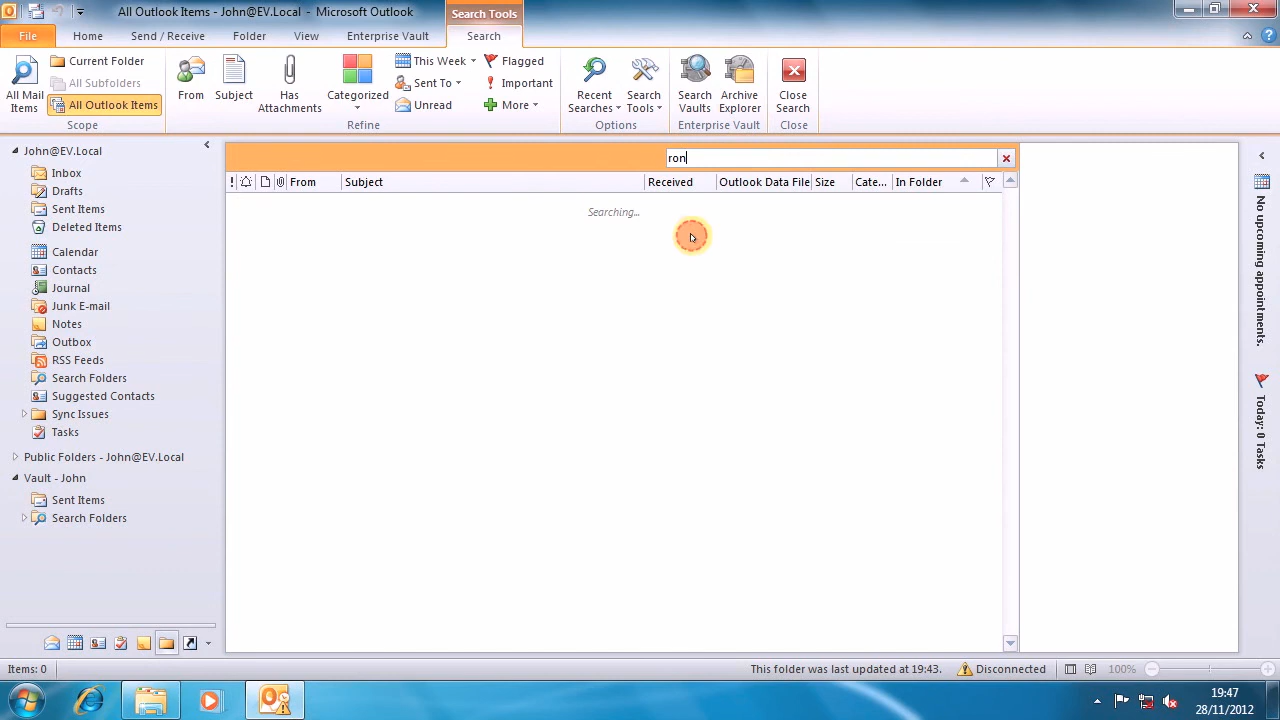 All Outlook Items - John@EV.Local - Microsoft Outlook
Search Tools
File Home Send / Receive Folder View Enterprise Vault Search
All Mail Items
Current Folder
All Subfolders
All Outlook Items
Scope
From
Subject
Has Attachments
Categorized
This Week
Sent To
Unread
Flagged
Important
More
Refine
Recent Searches
Search Tools
Options
Search Vaults
Archive Explorer
Enterprise Vault
Close Search
Close
John@EV.Local
Inbox
Drafts
Sent Items
Deleted Items
Calendar
Contacts
Journal
Junk E-mail
Notes
Outbox
RSS Feeds
Search Folders
Suggested Contacts
Sync Issues
Tasks
Public Folders - John@EV.Local
Vault - John
Sent Items
Search Folders
ron
! From Subject Received Outlook Data File Size Cate... In Folder
Searching...
No upcoming appointments.
Today: 0 Tasks
Items: 0
This folder was last updated at 19:43.
Disconnected
100%
19:47
28/11/2012